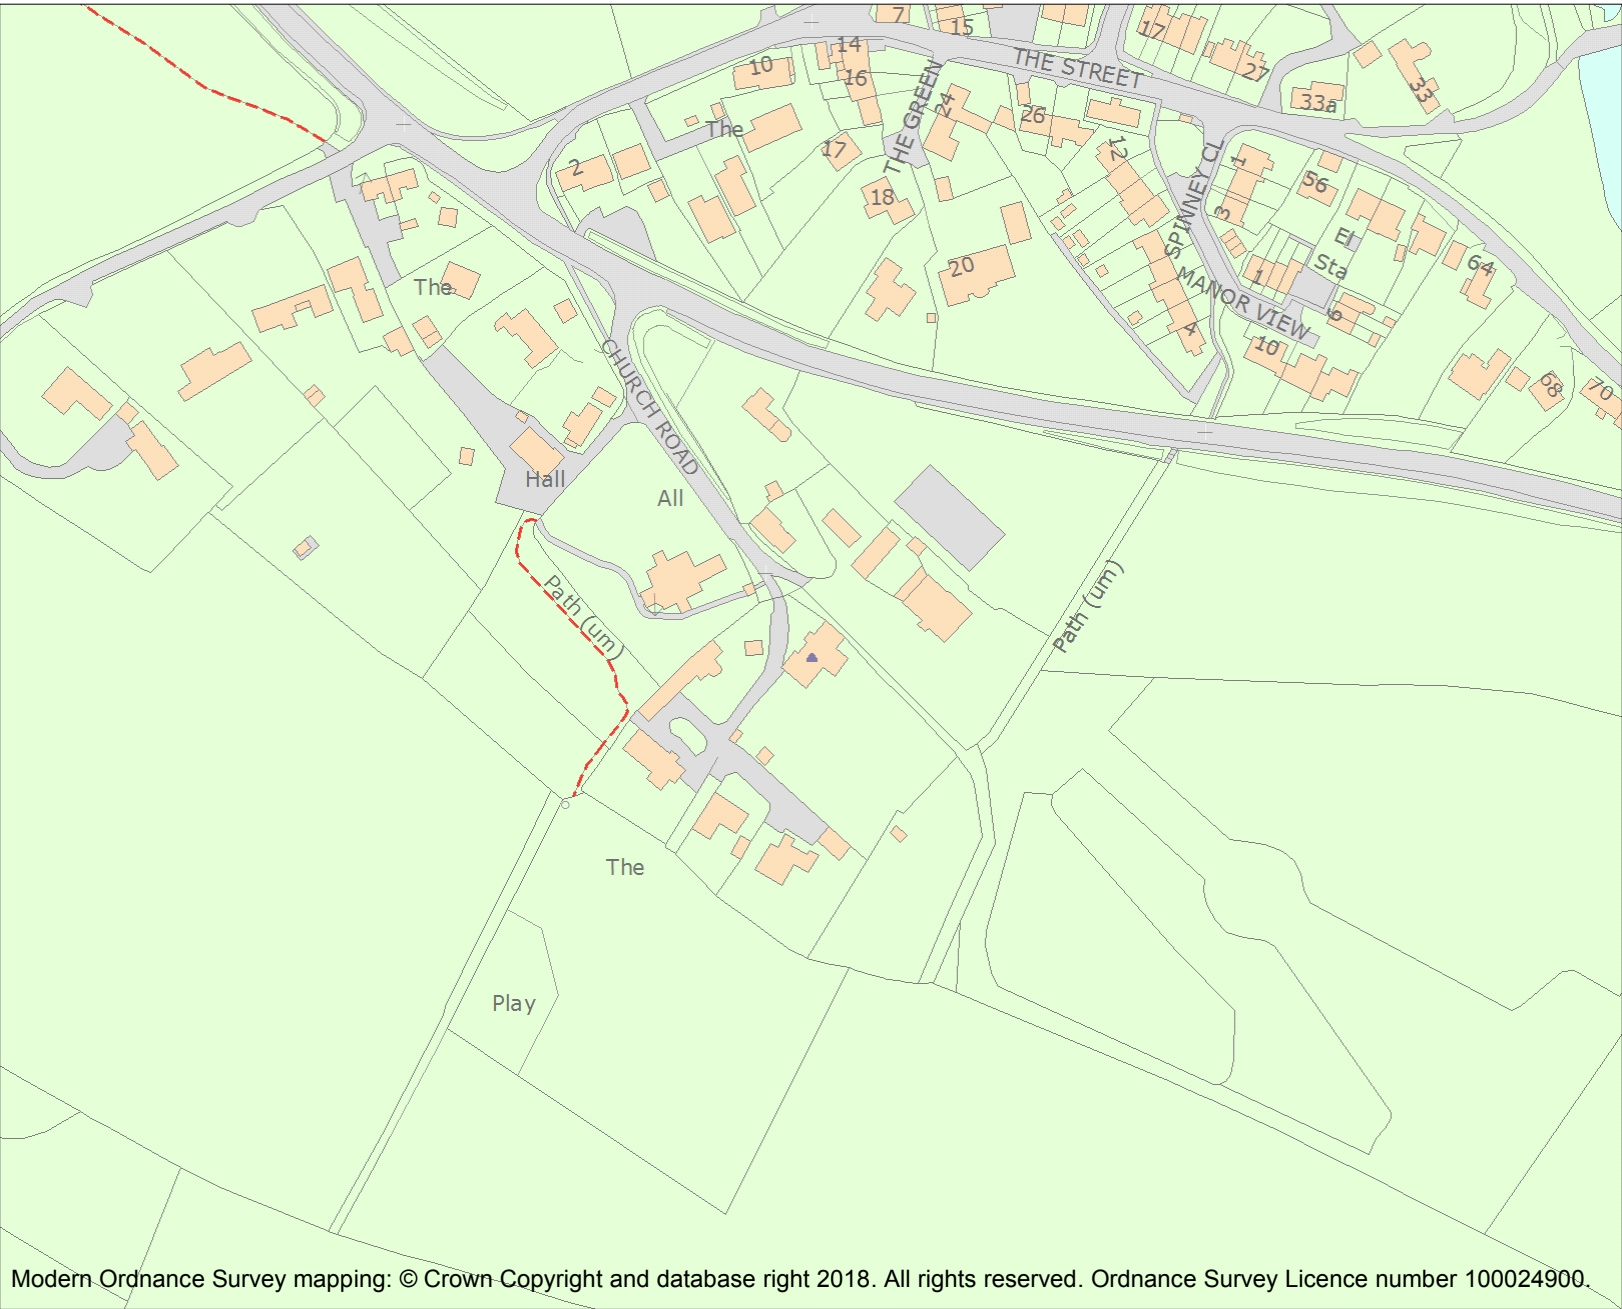 7
15
17
14
10
16
27
THE STREET
33
33a
THE GREEN
24
26
The
12
17
2
SPINNEY CL
1
56
18
3
El
Sta
20
64
1
The
MANOR VIEW
6
4
10
CHURCH ROAD
68
70
Hall
All
Path (um)
Path (um)
The
Play
Modern Ordnance Survey mapping: © Crown Copyright and database right 2018. All rights reserved. Ordnance Survey Licence number 100024900.